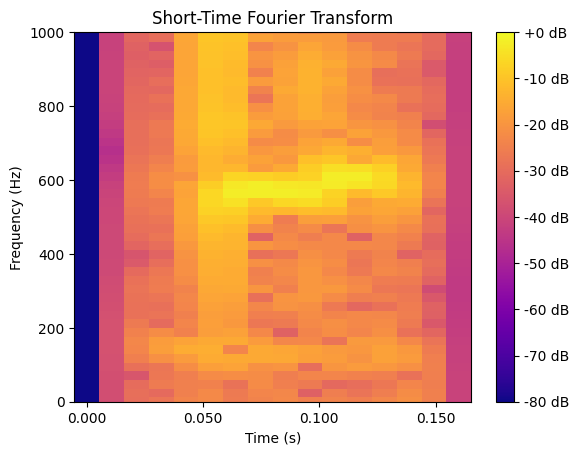 Short-Time Fourier Transform
1000
800
600
400
200
0
Frequency (Hz)
0.000
0.050
0.100
0.150
Time (s)
+0 dB
-10 dB
-20 dB
-30 dB
-40 dB
-50 dB
-60 dB
-70 dB
-80 dB